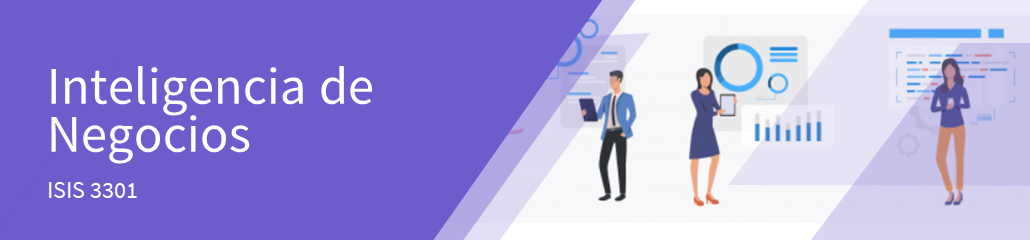 Inteligencia de
Negocios
ISIS 3301